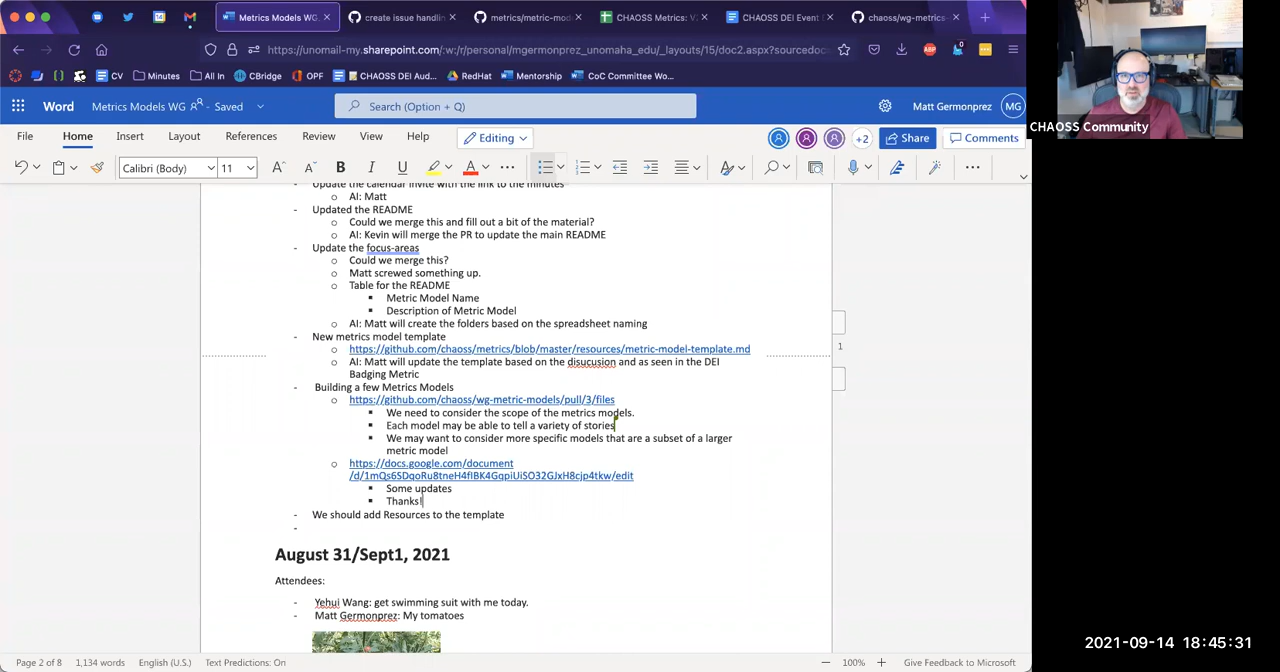 Metrics Models WG
create issue handlin
metrics/metric-mod
CHAOSS Metrics: V
CHAOSS DEI Event
chaoss/wg-metrics
https://unomail-my.sharepoint.com/:w:/r/personal/mgermonprez_unomaha_edu/_layouts/15/doc2.aspx?sourcedoc
CV
Minutes
All In
CBridge
OPF
CHAOSS DEI Aud...
RedHat
Mentorship
CoC Committee Wo...
Word
Metrics Models WG - Saved
Search (Option + Q)
Matt Germonprez
MG
CHAOSS Community
File Home Insert Layout References Review View Help
Editing
+2
Share
Comments
Calibri (Body) 11
Update the calendar invite with the link to the minutes
o AI: Matt
- Updated the README
o Could we merge this and fill out a bit of the material?
o AI: Kevin will merge the PR to update the main README
- Update the focus-areas
o Could we merge this?
o Matt screwed something up.
o Table for the README
▪ Metric Model Name
▪ Description of Metric Model
o AI: Matt will create the folders based on the spreadsheet naming
- New metrics model template
o https://github.com/chaoss/metrics/blob/master/resources/metric-model-template.md
o AI: Matt will update the template based on the disucusion and as seen in the DEI
Badging Metric
- Building a few Metrics Models
o https://github.com/chaoss/wg-metric-models/pull/3/files
▪ We need to consider the scope of the metrics models.
▪ Each model may be able to tell a variety of stories
▪ We may want to consider more specific models that are a subset of a larger
metric model
o https://docs.google.com/document
/d/1mQs6SDqoRu8tneH4fIBK4GqpiUiSO32GJxH8cjp4tkw/edit
▪ Some updates
▪ Thanks!
- We should add Resources to the template
-
August 31/Sept1, 2021
Attendees:
- Yehui Wang: get swimming suit with me today.
- Matt Germonprez: My tomatoes
1
Page 2 of 8
1,134 words
English (U.S.)
Text Predictions: On
100%
Give Feedback to Microsoft
2021-09-14 18:45:31